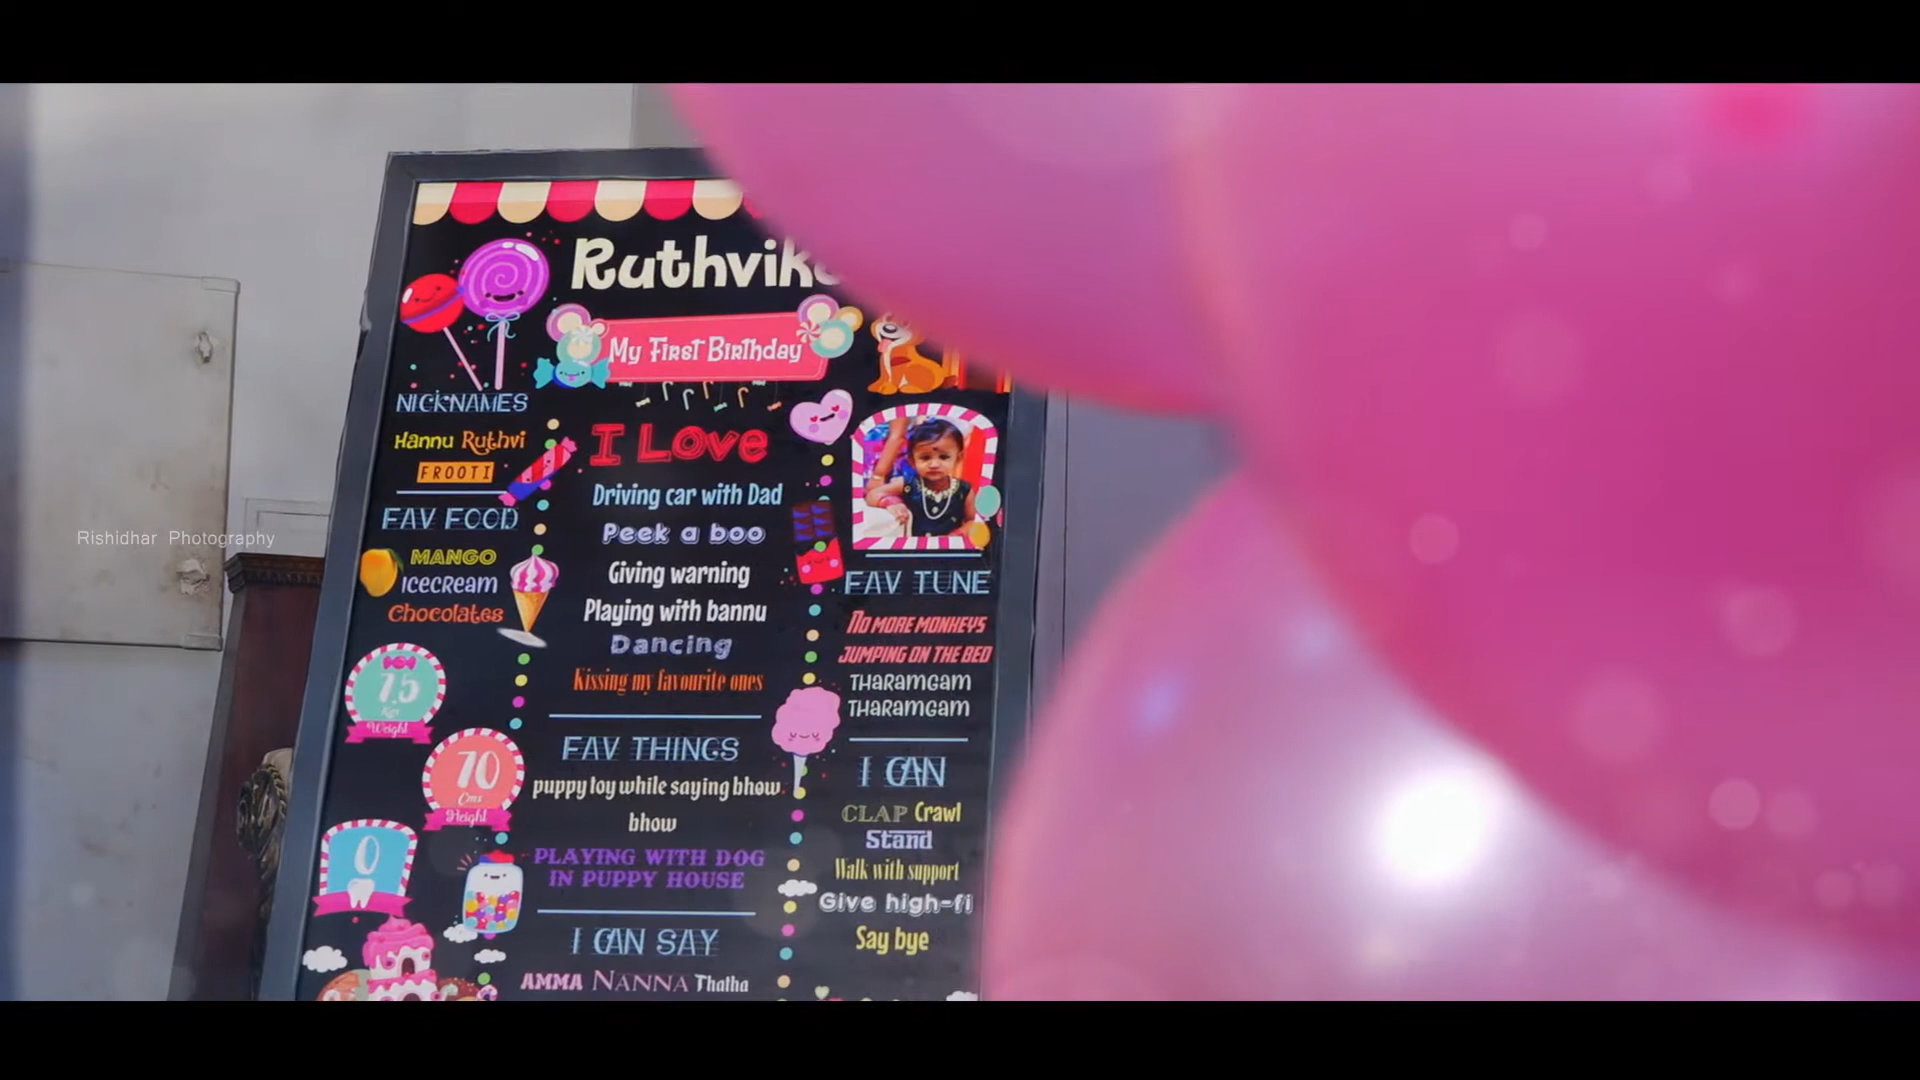 Ruthvik
My First Birthday
NICKNAMES
Hannu Ruthvi
FROOTI
FAV FOOD
MANGO
Icecream
Chocolates
7.5
Kgs
Weight
70
Cms
Height
0
I Love
Driving car with Dad
Peek a boo
Giving warning
Playing with bannu
Dancing
Kissing my favourite ones
FAV THINGS
puppy toy while saying bhow
bhow
PLAYING WITH DOG
IN PUPPY HOUSE
I CAN SAY
AMMA NANNA Thatha
FAV TUNE
No more monkeys
jumping on the bed
Tharamgam
Tharamgam
I CAN
CLAP Crawl
Stand
Walk with support
Give high-fi
Say bye
Rishidhar Photography